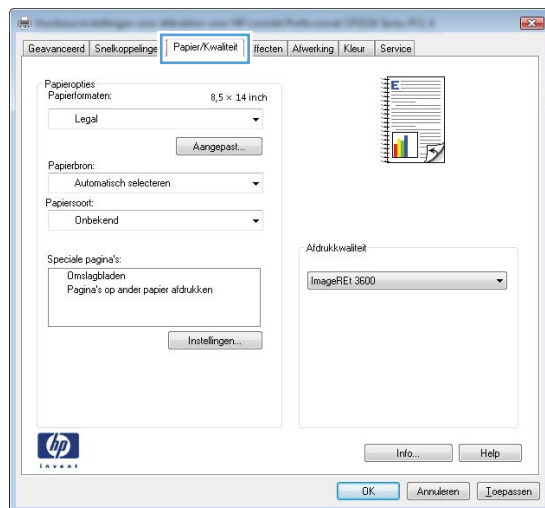 Geavanceerd Snelkoppelinge Papier/Kwaliteit ffecten Afwerking Kleur Service
Papieropties
Papierformaten: 8,5 × 14 inch
Legal
Aangepast...
Papierbron:
Automatisch selecteren
Papiersoort:
Onbekend
Speciale pagina's:
Omslagbladen
Pagina's op ander papier afdrukken
Instellingen...
E
Afdrukkwaliteit
ImageREt 3600
hp
invent
Info... Help
OK Annuleren Toepassen